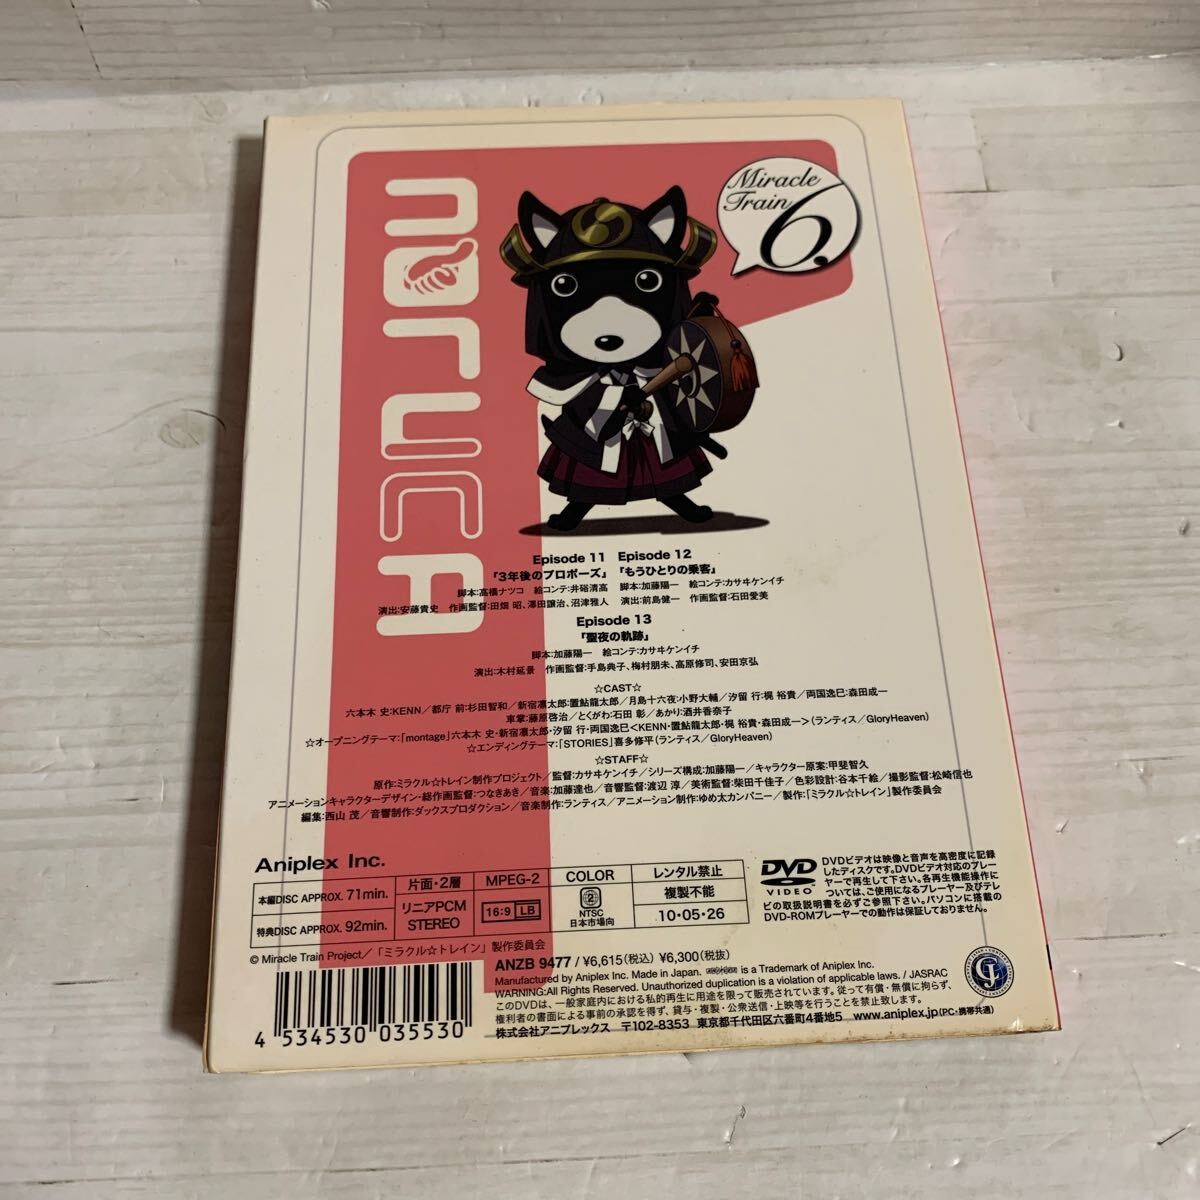 noruca
Miracle Train 6.
Episode 11
「3年後のプロポーズ」
脚本:高橋ナツコ 絵コンテ:井硲清高
演出:安藤貴史 作画監督:田畑 昭、澤田譲治、沼津雅人
Episode 12
「もうひとりの乗客」
脚本:加藤陽一 絵コンテ:カサヰケンイチ
演出:前島健一 作画監督:石田愛美
Episode 13
「聖夜の軌跡」
脚本:加藤陽一 絵コンテ:カサヰケンイチ
演出:木村延景 作画監督:手島典子、梅村朋未、高原修司、安田京弘
☆CAST☆
六本木 史:KENN/都庁 前:杉田智和/新宿凛太郎:置鮎龍太郎/月島十六夜:小野大輔/汐留 行:梶 裕貴/両国逸巳:森田成一
車掌:藤原啓治/とくがわ:石田 彰/あかり:酒井香奈子
☆オープニングテーマ:「montage」六本木 史・新宿凛太郎・汐留 行・両国逸巳<KENN・置鮎龍太郎・梶 裕貴・森田成一>(ランティス/GloryHeaven)
☆エンディングテーマ:「STORIES」喜多修平(ランティス/GloryHeaven)
☆STAFF☆
原作:ミラクル☆トレイン制作プロジェクト/監督:カサヰケンイチ/シリーズ構成:加藤陽一/キャラクター原案:甲斐智久
アニメーションキャラクターデザイン・総作画監督:つなきあき/音楽:加藤達也/音響監督:渡辺 淳/美術監督:柴田千佳子/色彩設計:谷本千絵/撮影監督:松崎信也
編集:西山 茂/音響制作:ダックスプロダクション/音楽制作:ランティス/アニメーション制作:ゆめ太カンパニー/製作:「ミラクル☆トレイン」製作委員会
Aniplex Inc.
本編DISC APPROX. 71min.
特典DISC APPROX. 92min.
片面・2層
リニアPCM
STEREO
MPEG-2
16:9 LB
COLOR
2
NTSC
日本市場向
レンタル禁止
複製不能
10・05・26
DVD
VIDEO
DVDビデオは映像と音声を高密度に記録
したディスクです。DVDビデオ対応のプレー
ヤーで再生して下さい。各再生機能操作に
ついては、ご使用になるプレーヤー及びテレ
ビの取扱説明書を必ずご参照下さい。パソコンに搭載の
DVD-ROMプレーヤーでの動作は保証しておりません。
© Miracle Train Project/「ミラクル☆トレイン」製作委員会
ANZB 9477/¥6,615(税込) ¥6,300(税抜)
Manufactured by Aniplex Inc. Made in Japan. is a Trademark of Aniplex Inc.
WARNING:All Rights Reserved. Unauthorized duplication is a violation of applicable laws. / JASRAC
このDVDは、一般家庭内における私的再生に用途を限って販売されています。従って有償・無償に拘らず、
権利者の書面による事前の承諾を得ず、貸与・複製・公衆送信・上映等を行うことを禁止致します。
株式会社アニプレックス 〒102-8353 東京都千代田区六番町4番地5 www.aniplex.jp(PC・携帯共通)
4 534530 035530